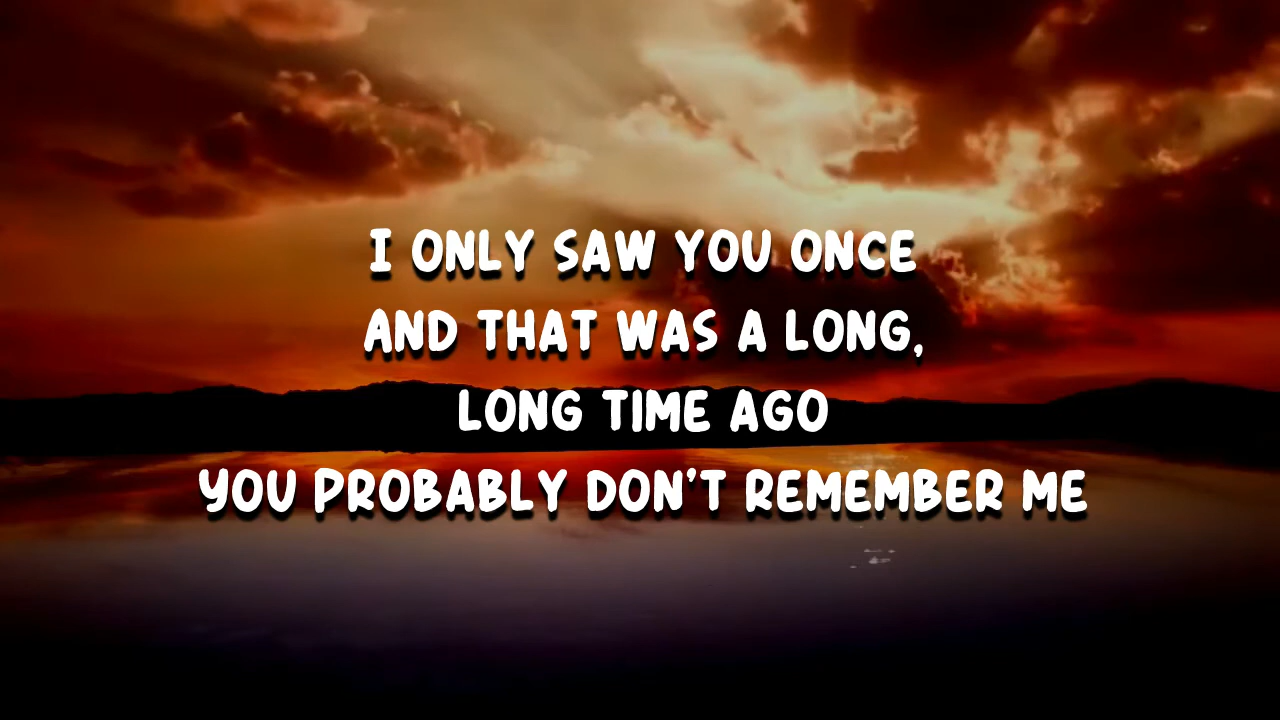 I ONLY SAW YOU ONCE
AND THAT WAS A LONG,
LONG TIME AGO
YOU PROBABLY DON'T REMEMBER ME